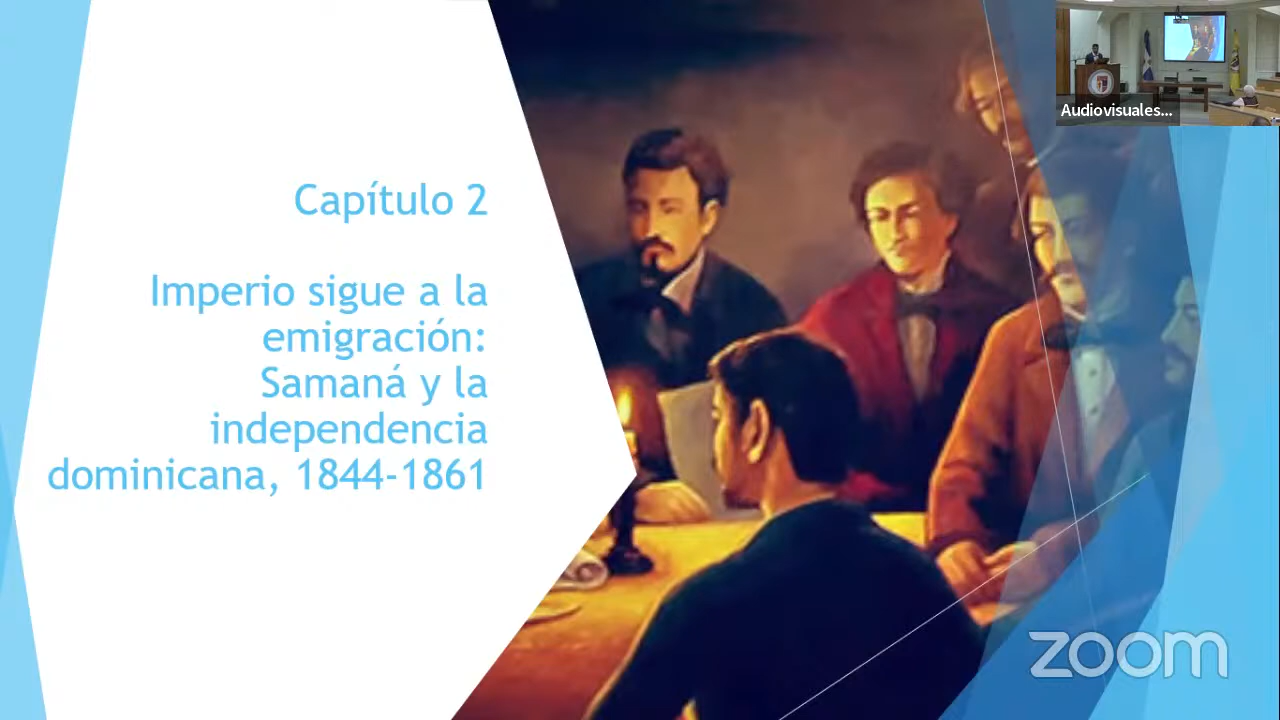 Capítulo 2
Imperio sigue a la
emigración:
Samaná y la
independencia
dominicana, 1844-1861
Audiovisuales...
zoom